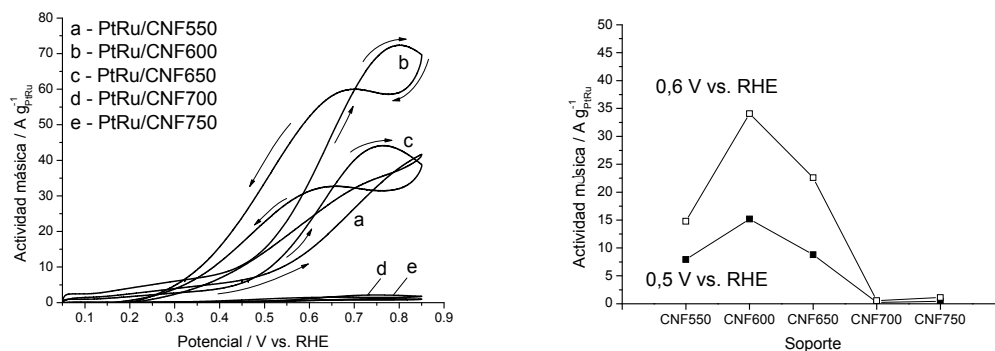 80
70
60
50
40
30
20
10
0
Actividad másica / A g⁻¹PtRu
a - PtRu/CNF550
b - PtRu/CNF600
c - PtRu/CNF650
d - PtRu/CNF700
e - PtRu/CNF750
b
c
a
d
e
0.1 0.2 0.3 0.4 0.5 0.6 0.7 0.8 0.9
Potencial / V vs. RHE
50
45
40
35
30
25
20
15
10
5
0
Actividad másica / A g⁻¹PtRu
0,6 V vs. RHE
0,5 V vs. RHE
CNF550 CNF600 CNF650 CNF700 CNF750
Soporte